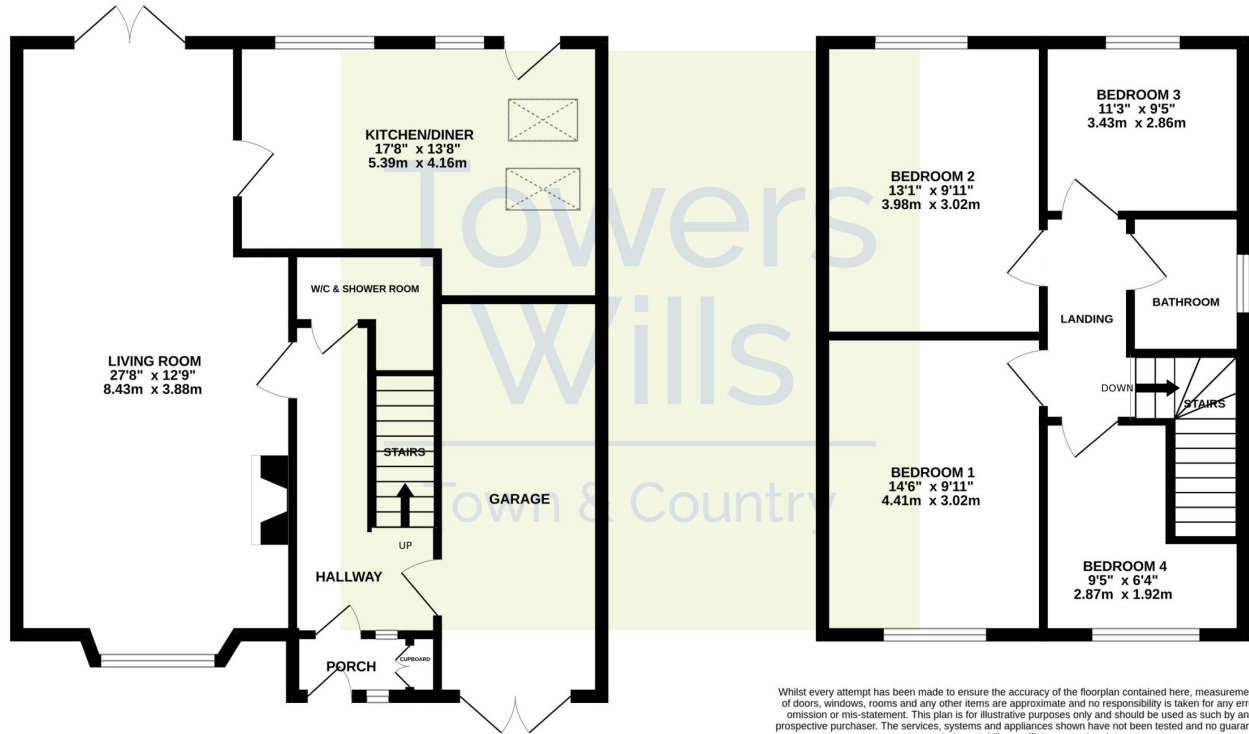 KITCHEN/DINER
17'8" x 13'8"
5.39m x 4.16m
W/C & SHOWER ROOM
LIVING ROOM
27'8" x 12'9"
8.43m x 3.88m
STAIRS
UP
GARAGE
HALLWAY
PORCH
CUPBOARD
Towers
Wills
Town & Country
BEDROOM 3
11'3" x 9'5"
3.43m x 2.86m
BEDROOM 2
13'1" x 9'11"
3.98m x 3.02m
BATHROOM
LANDING
DOWN
STAIRS
BEDROOM 1
14'6" x 9'11"
4.41m x 3.02m
BEDROOM 4
9'5" x 6'4"
2.87m x 1.92m
Whilst every attempt has been made to ensure the accuracy of the floorplan contained here, measureme
of doors, windows, rooms and any other items are approximate and no responsibility is taken for any err
omission or mis-statement. This plan is for illustrative purposes only and should be used as such by an
prospective purchaser. The services, systems and appliances shown have not been tested and no guaran